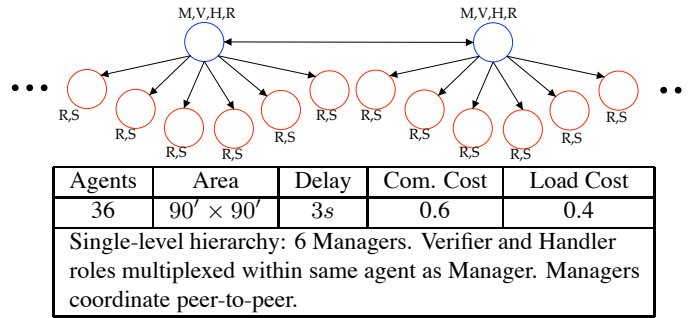 M,V,H,R M,V,H,R
R,S R,S R,S R,S R,S R,S R,S R,S R,S R,S R,S R,S
Agents Area Delay Com. Cost Load Cost
36 90′ × 90′ 3s 0.6 0.4
Single-level hierarchy: 6 Managers. Verifier and Handler
roles multiplexed within same agent as Manager. Managers
coordinate peer-to-peer.